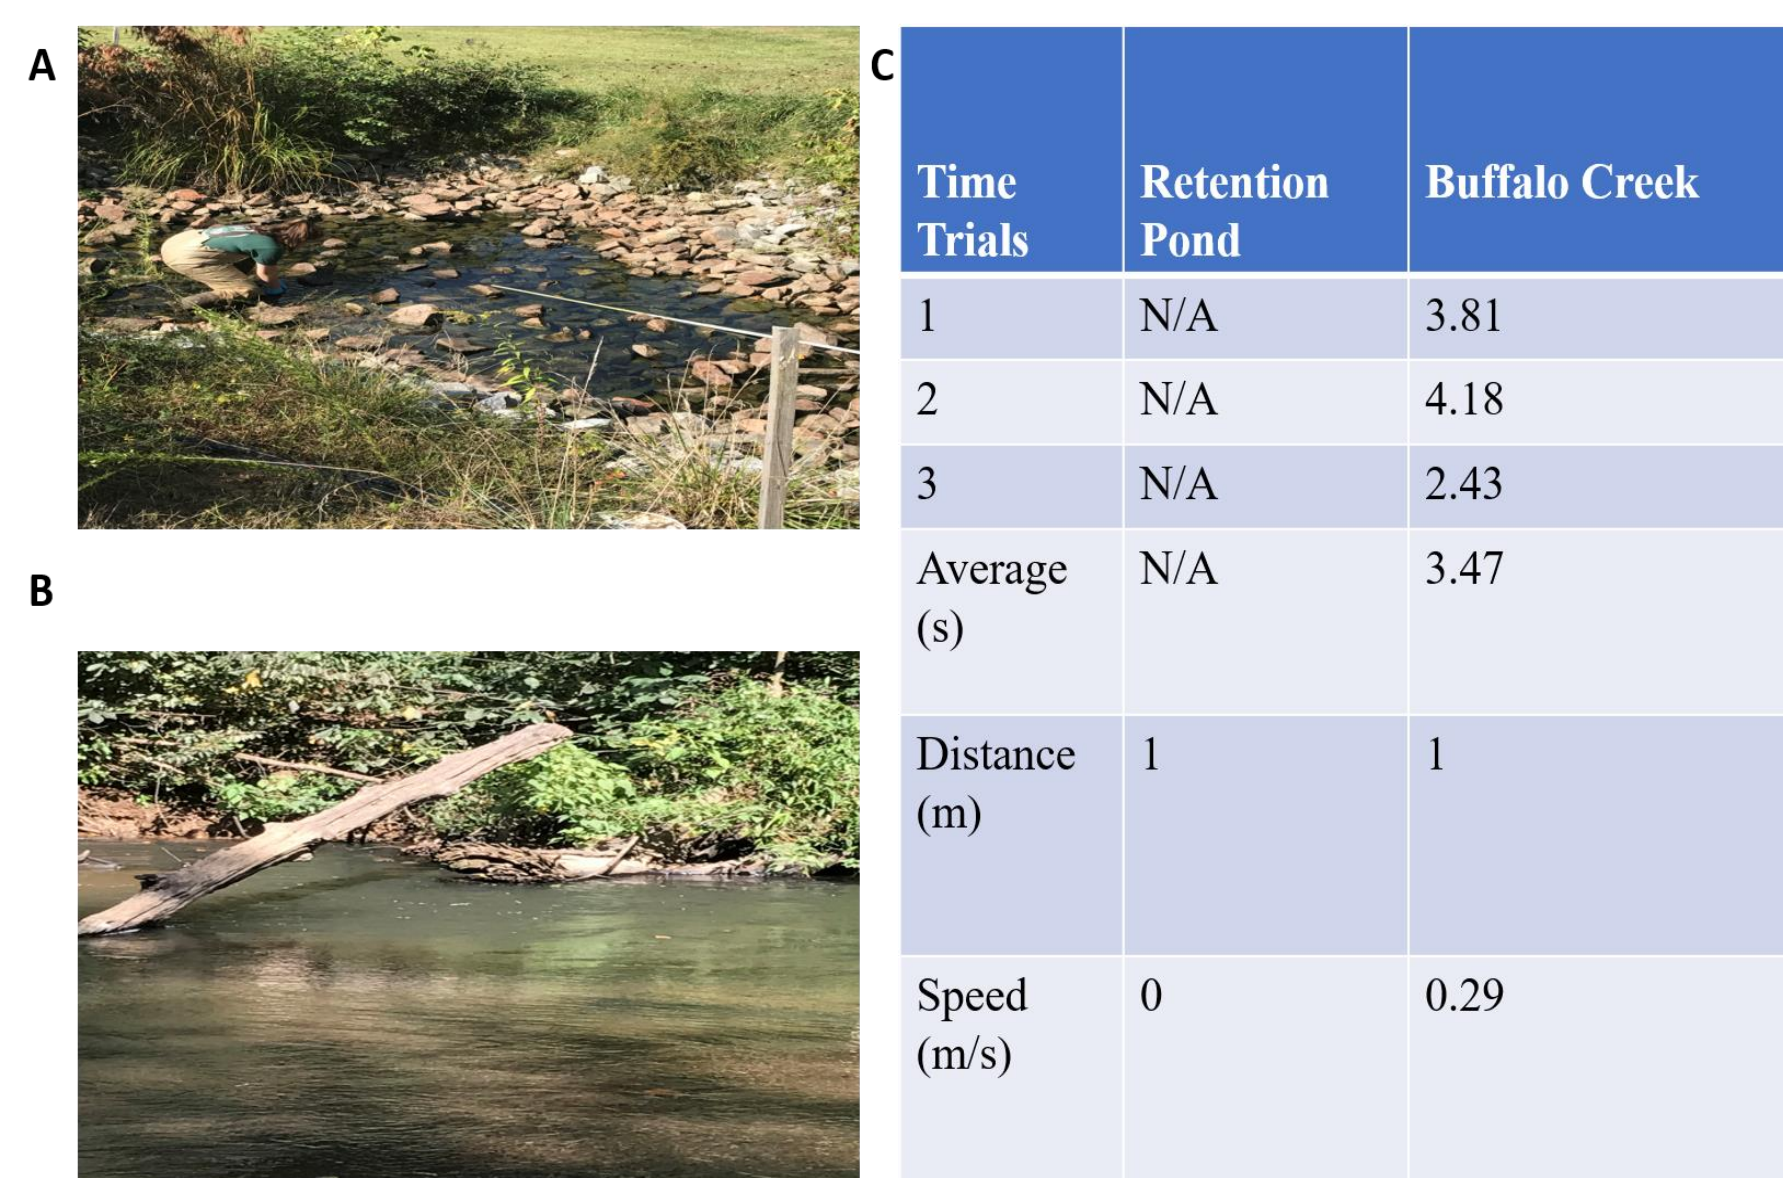 A
B
C
Time Trials
Retention Pond
Buffalo Creek
1
N/A
3.81
2
N/A
4.18
3
N/A
2.43
Average (s)
N/A
3.47
Distance (m)
1
1
Speed (m/s)
0
0.29